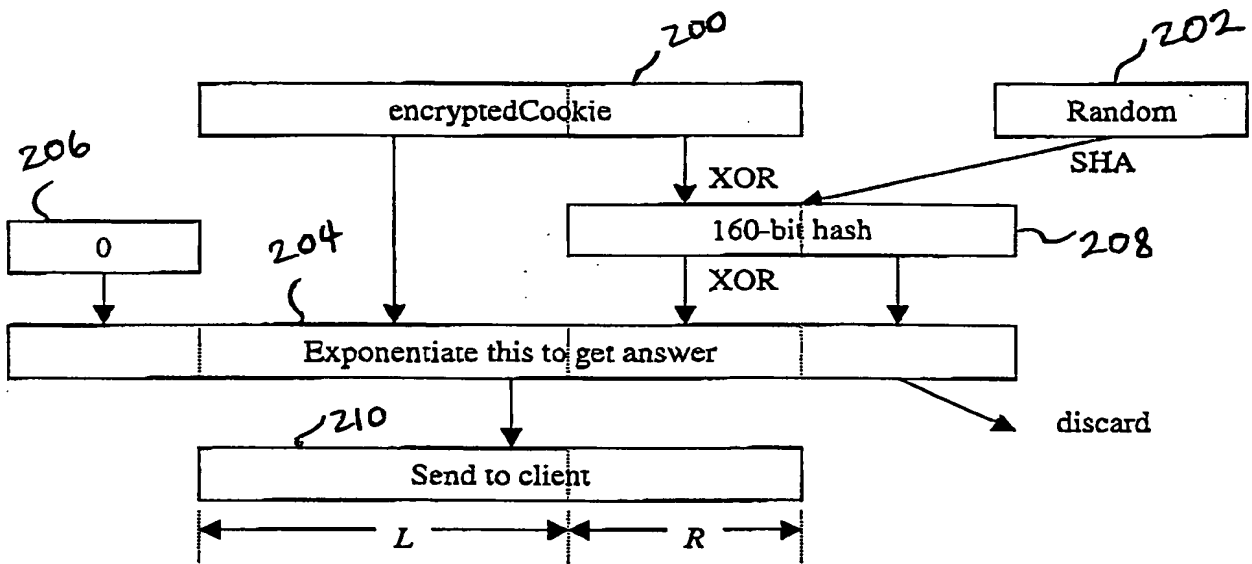 200
202
encryptedCookie
Random
206
SHA
XOR
0
204
160-bit hash
208
XOR
Exponentiate this to get answer
210
discard
Send to client
L
R